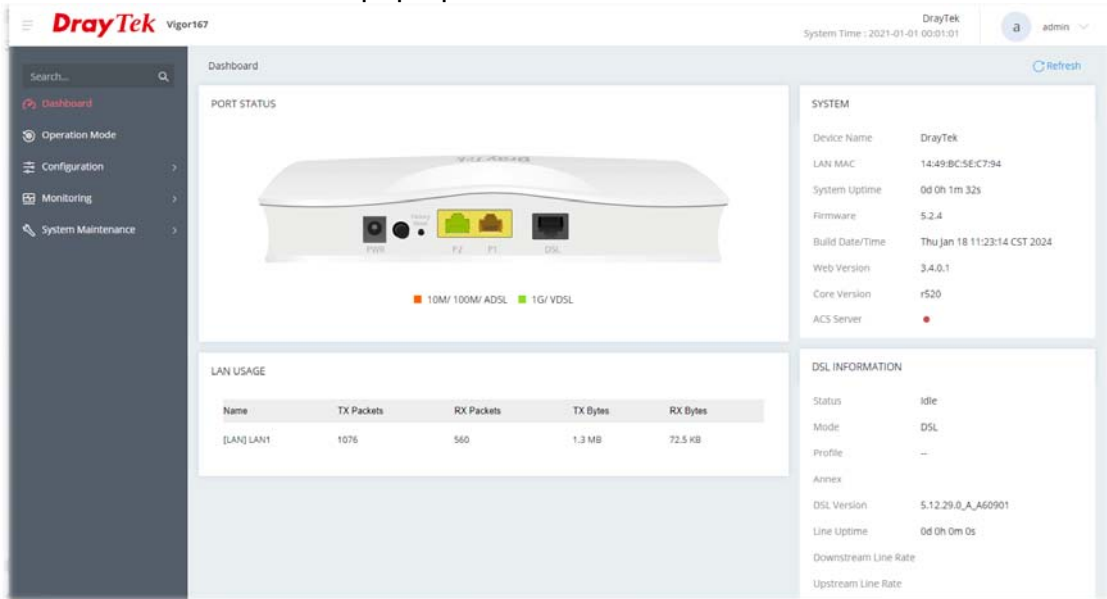 DrayTek Vigor167
DrayTek
System Time : 2021-01-01 00:01:01
a admin
Search...
Dashboard
Operation Mode
Configuration
Monitoring
System Maintenance
Dashboard
Refresh
PORT STATUS
PWR P2 P1 DSL
10M/ 100M/ ADSL 1G/ VDSL
LAN USAGE
Name TX Packets RX Packets TX Bytes RX Bytes
[LAN] LAN1 1076 560 1.3 MB 72.5 KB
SYSTEM
Device Name DrayTek
LAN MAC 14:49:BC:5E:C7:94
System Uptime 0d 0h 1m 32s
Firmware 5.2.4
Build Date/Time Thu Jan 18 11:23:14 CST 2024
Web Version 3.4.0.1
Core Version r520
ACS Server
DSL INFORMATION
Status Idle
Mode DSL
Profile --
Annex
DSL Version 5.12.29.0_A_A60901
Line Uptime 0d 0h 0m 0s
Downstream Line Rate
Upstream Line Rate